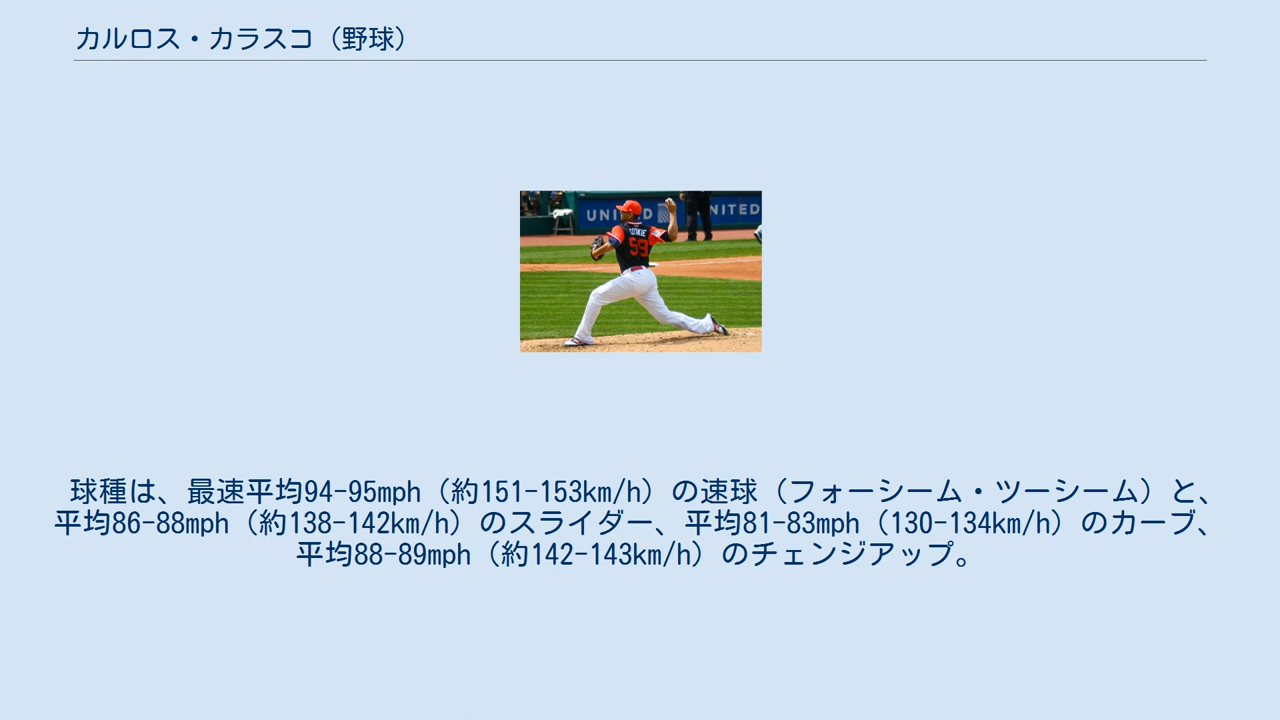 カルロス・カラスコ（野球）
UNITED
UNITED
59
球種は、最速平均94-95mph（約151-153km/h）の速球（フォーシーム・ツーシーム）と、
平均86-88mph（約138-142km/h）のスライダー、平均81-83mph（130-134km/h）のカーブ、
平均88-89mph（約142-143km/h）のチェンジアップ。